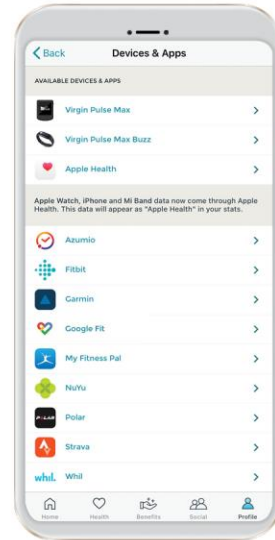 Back
Devices & Apps
AVAILABLE DEVICES & APPS
Virgin Pulse Max
Virgin Pulse Max Buzz
Apple Health
Apple Watch, iPhone and Mi Band data now come through Apple
Health. This data will appear as "Apple Health" in your stats.
Azumio
Fitbit
Garmin
Google Fit
My Fitness Pal
NuYu
POLAR Polar
Strava
whil. Whil
Home Health Benefits Social Profile